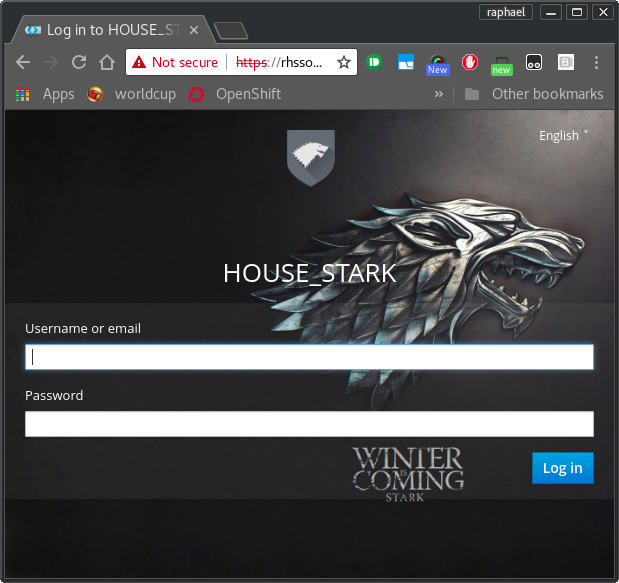 raphael
Log in to HOUSE_ST
Not secure https://rhsso...
New
new
Apps worldcup OpenShift » Other bookmarks
English ˅
HOUSE_STARK
Username or email
Password
Log in
WINTER
IS
COMING
STARK